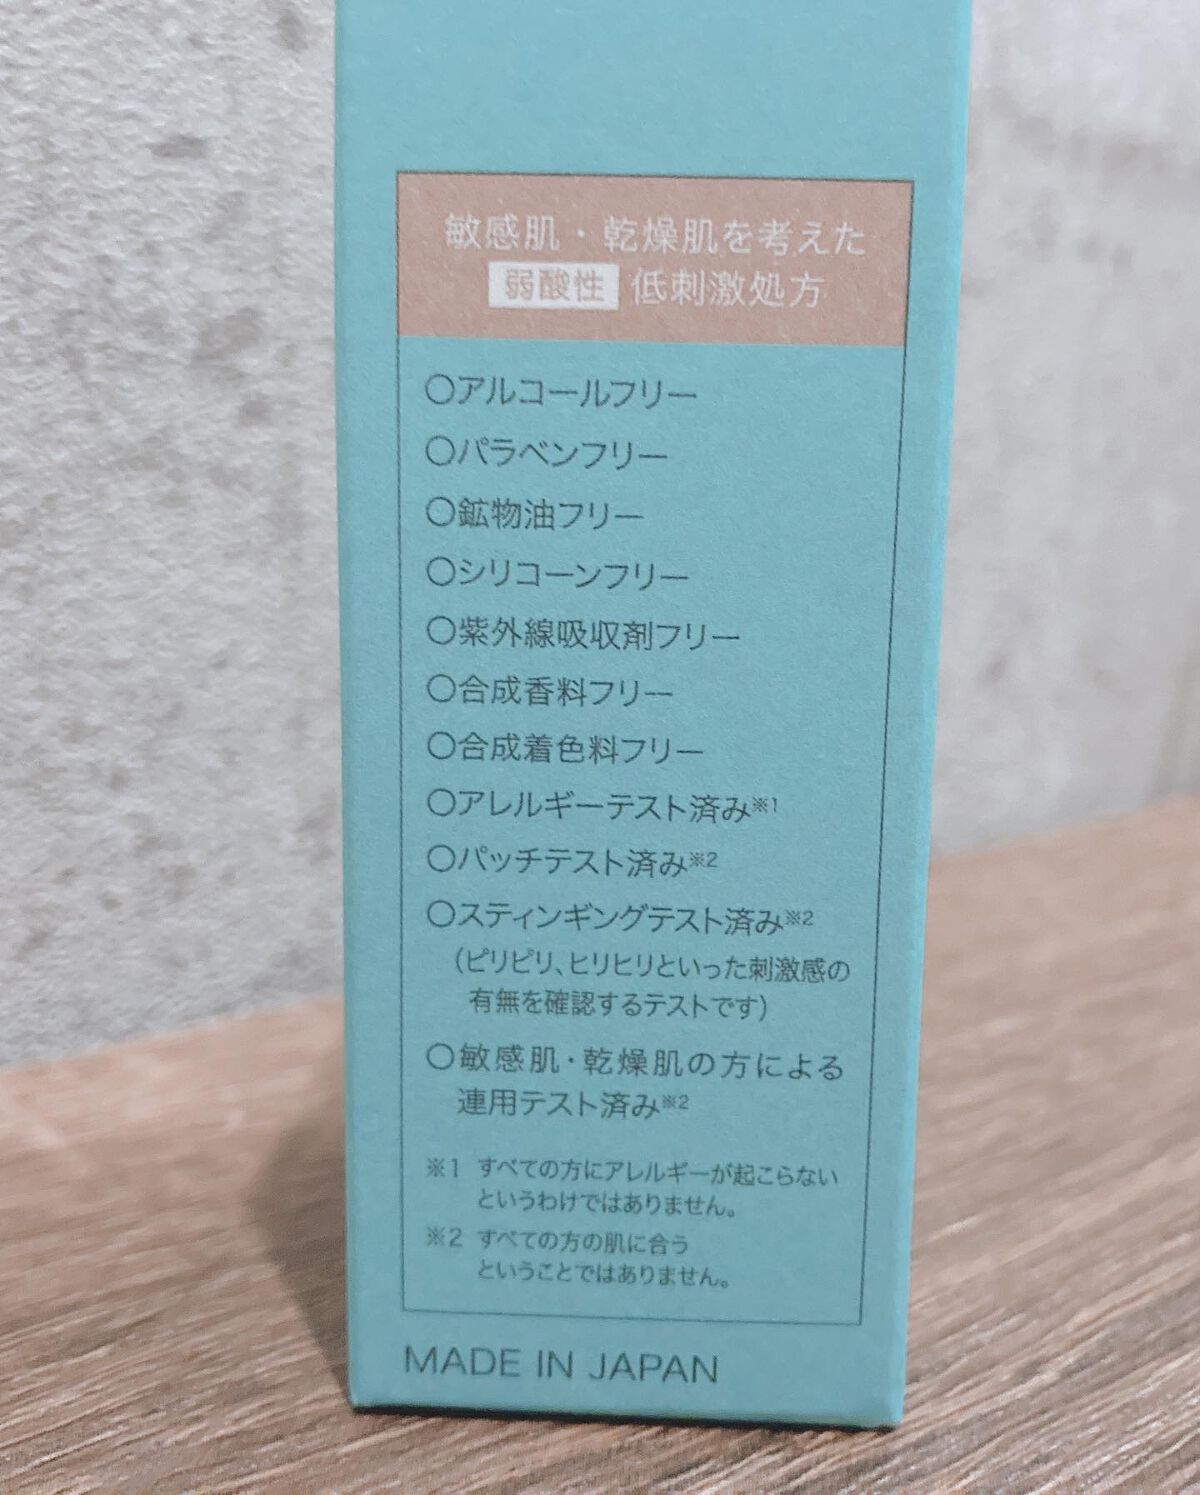 敏感肌・乾燥肌を考えた
弱酸性 低刺激処方
○アルコールフリー
○パラベンフリー
○鉱物油フリー
○シリコーンフリー
○紫外線吸収剤フリー
○合成香料フリー
○合成着色料フリー
○アレルギーテスト済み※1
○パッチテスト済み※2
○スティンギングテスト済み※2
(ピリピリ、ヒリヒリといった刺激感の
有無を確認するテストです)
○敏感肌・乾燥肌の方による
連用テスト済み※2
※1 すべての方にアレルギーが起こらない
というわけではありません。
※2 すべての方の肌に合う
ということではありません。
MADE IN JAPAN